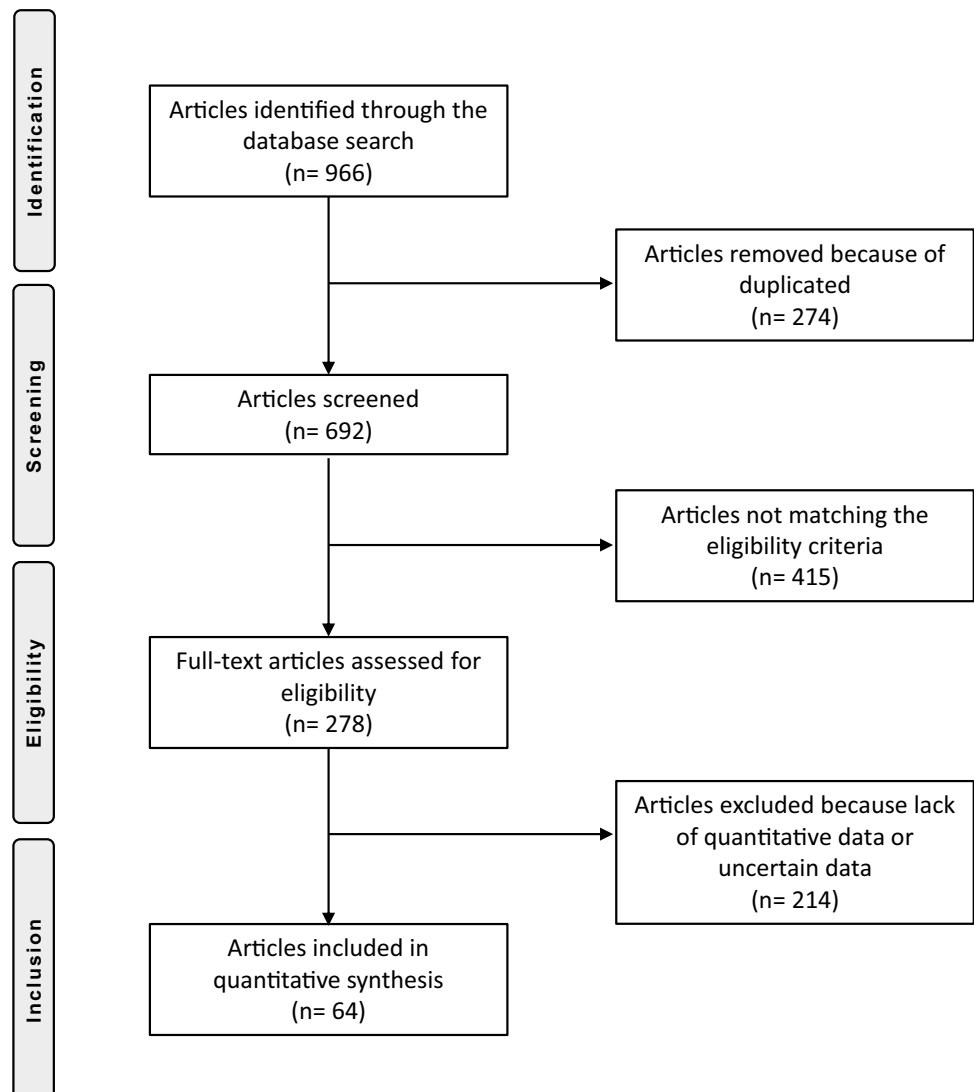 Identification
Articles identified through the
database search
(n= 966)
Articles removed because of
duplicated
(n= 274)
Screening
Articles screened
(n= 692)
Articles not matching the
eligibility criteria
(n= 415)
Eligibility
Full-text articles assessed for
eligibility
(n= 278)
Articles excluded because lack
of quantitative data or
uncertain data
(n= 214)
Inclusion
Articles included in
quantitative synthesis
(n= 64)